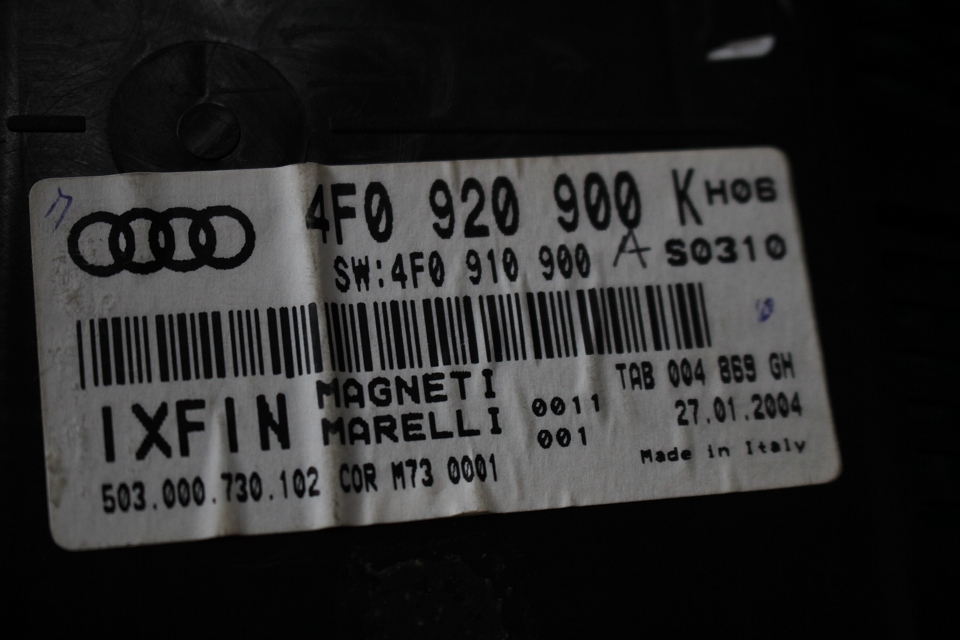 4F0 920 900 K H06
SW:4F0 910 900 A S0310
IXFIN MAGNETI MARELLI 0011 001
TAB 004 869 GH
27.01.2004
503.000.730.102 COR M73 0001
Made in Italy